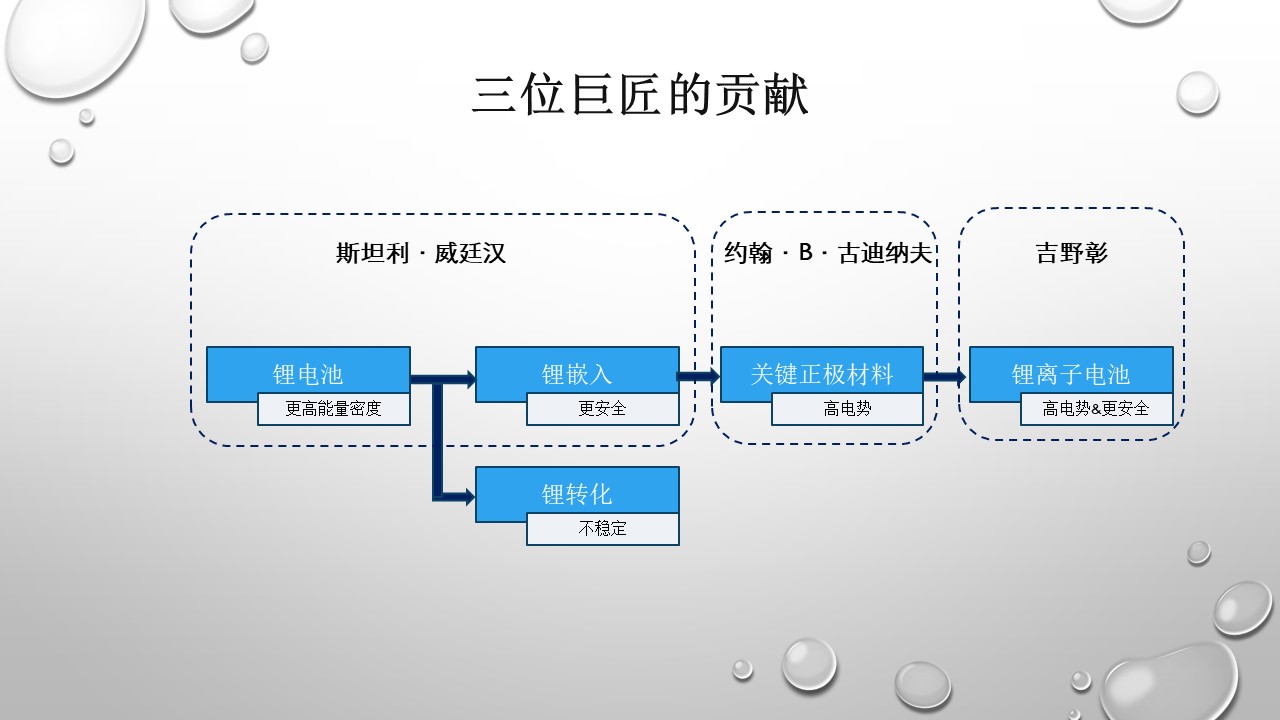 三位巨匠的贡献
斯坦利·威廷汉
约翰·B·古迪纳夫
吉野彰
锂电池
更高能量密度
锂嵌入
更安全
关键正极材料
高电势
锂离子电池
高电势&更安全
锂转化
不稳定